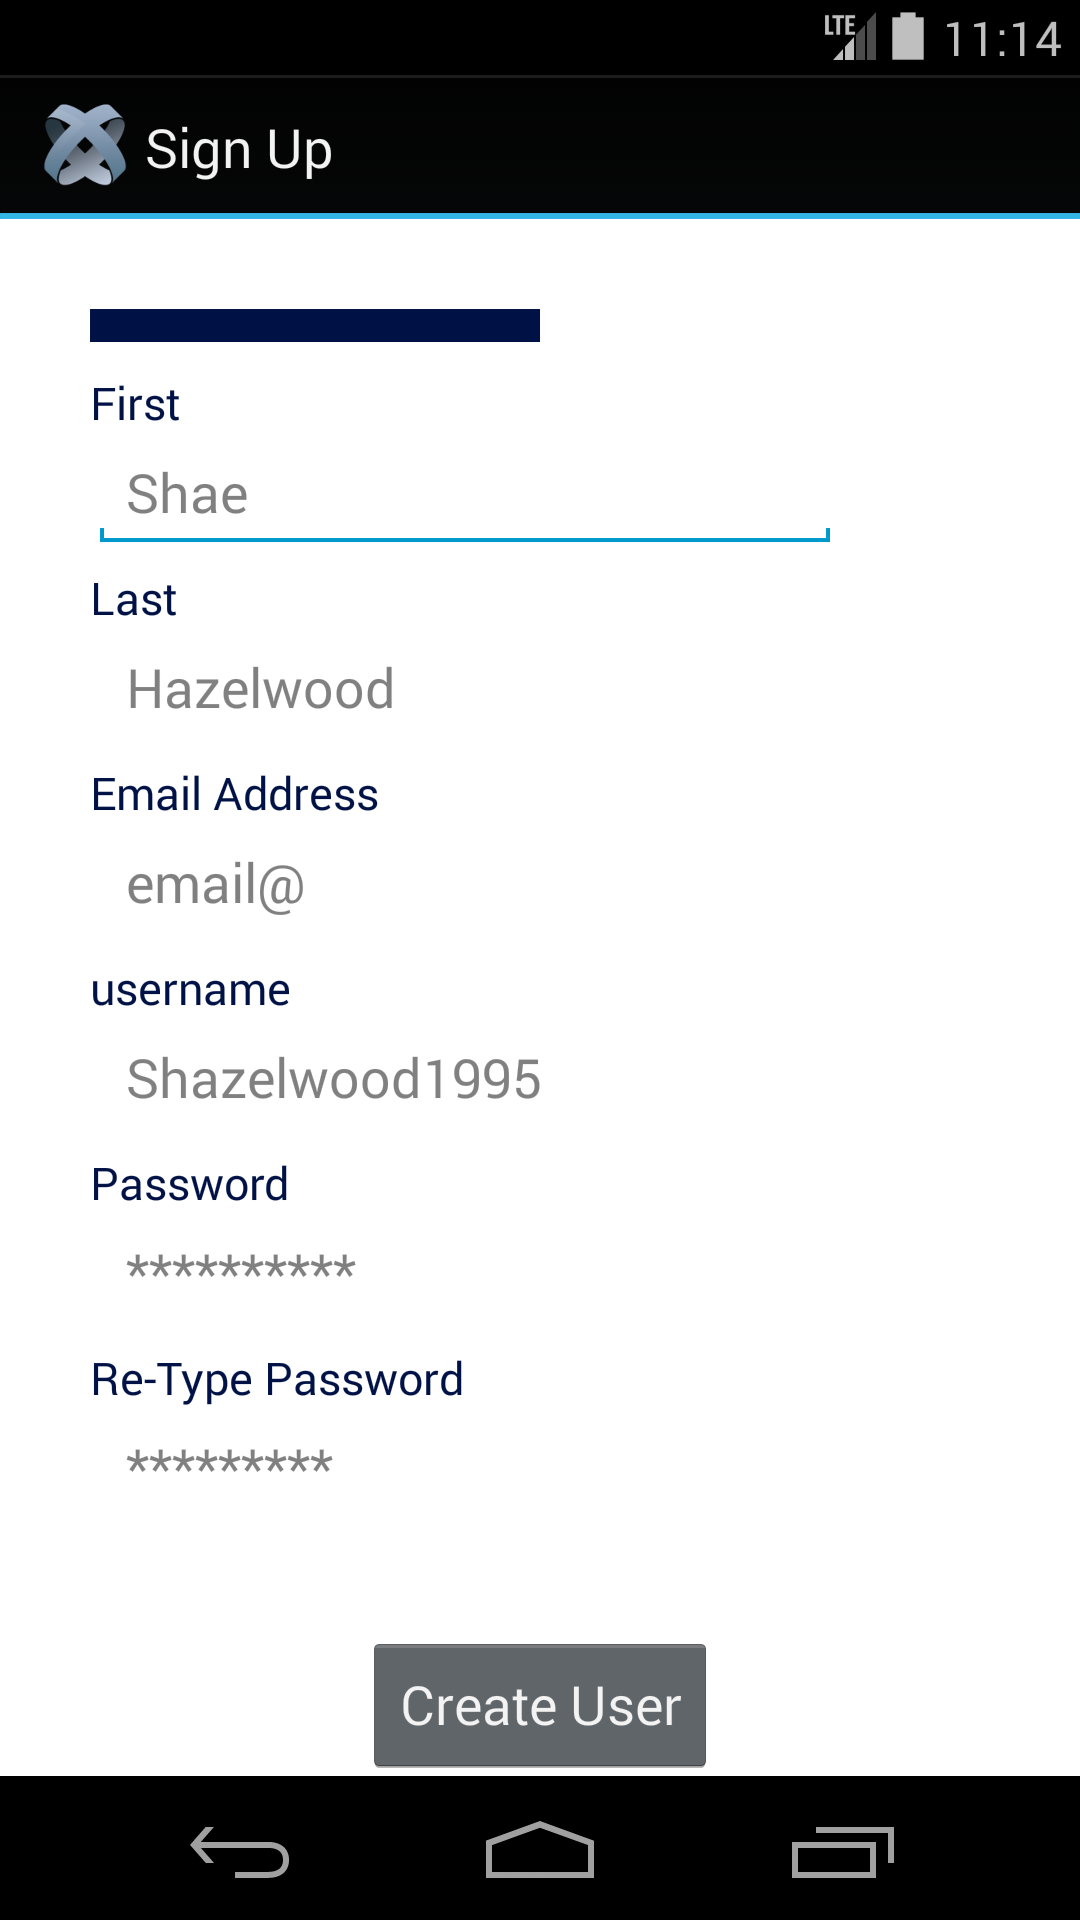 LTE 11:14
Sign Up
First
Shae
Last
Hazelwood
Email Address
email@
username
Shazelwood1995
Password
**********
Re-Type Password
*********
Create User